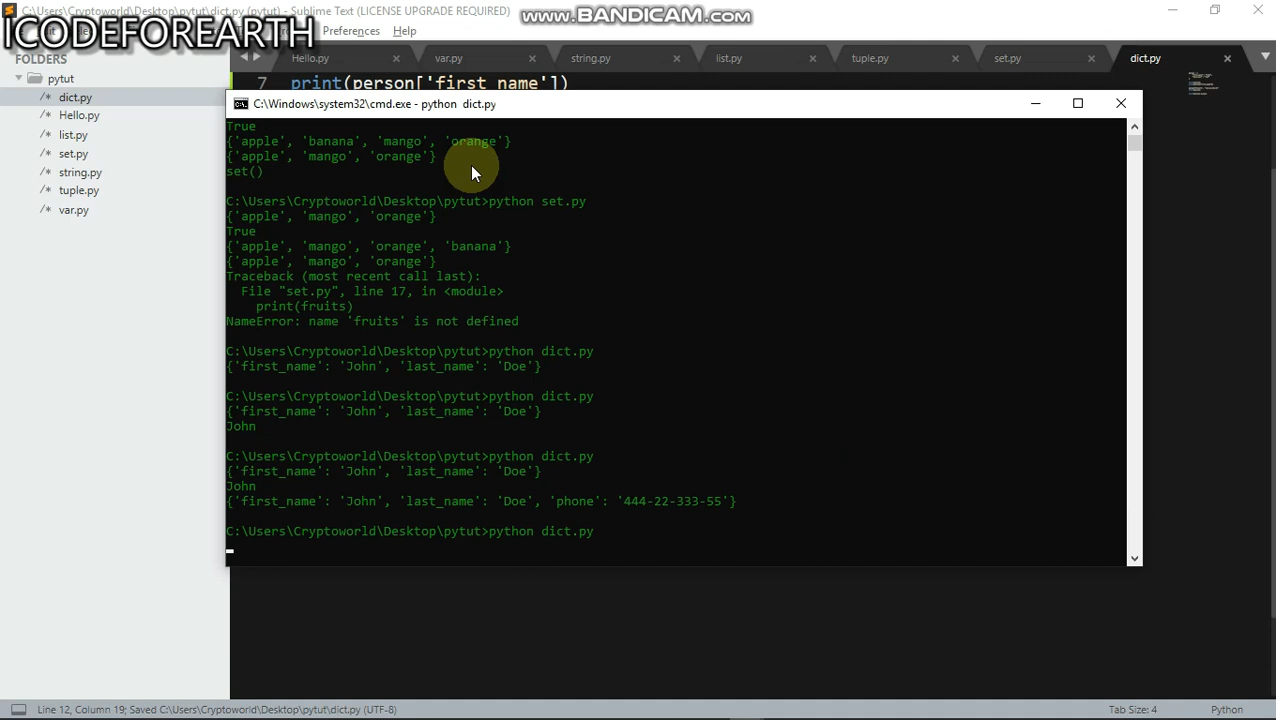 C:\Users\Cryptoworld\Desktop\pytut\dict.py (pytut) - Sublime Text (LICENSE UPGRADE REQUIRED)
www.BANDICAM.com
ICODEFOREARTH
Preferences Help
FOLDERS
pytut
/* dict.py
/* Hello.py
/* list.py
/* set.py
/* string.py
/* tuple.py
/* var.py
Hello.py var.py string.py list.py tuple.py set.py dict.py
7 print(person['first_name'])
C:\Windows\system32\cmd.exe - python dict.py
True
{'apple', 'banana', 'mango', 'orange'}
{'apple', 'mango', 'orange'}
set()
C:\Users\Cryptoworld\Desktop\pytut>python set.py
{'apple', 'mango', 'orange'}
True
{'apple', 'mango', 'orange', 'banana'}
{'apple', 'mango', 'orange'}
Traceback (most recent call last):
File "set.py", line 17, in <module>
print(fruits)
NameError: name 'fruits' is not defined
C:\Users\Cryptoworld\Desktop\pytut>python dict.py
{'first_name': 'John', 'last_name': 'Doe'}
C:\Users\Cryptoworld\Desktop\pytut>python dict.py
{'first_name': 'John', 'last_name': 'Doe'}
John
C:\Users\Cryptoworld\Desktop\pytut>python dict.py
{'first_name': 'John', 'last_name': 'Doe'}
John
{'first_name': 'John', 'last_name': 'Doe', 'phone': '444-22-333-55'}
C:\Users\Cryptoworld\Desktop\pytut>python dict.py
Line 12, Column 19; Saved C:\Users\Cryptoworld\Desktop\pytut\dict.py (UTF-8)
Tab Size: 4
Python